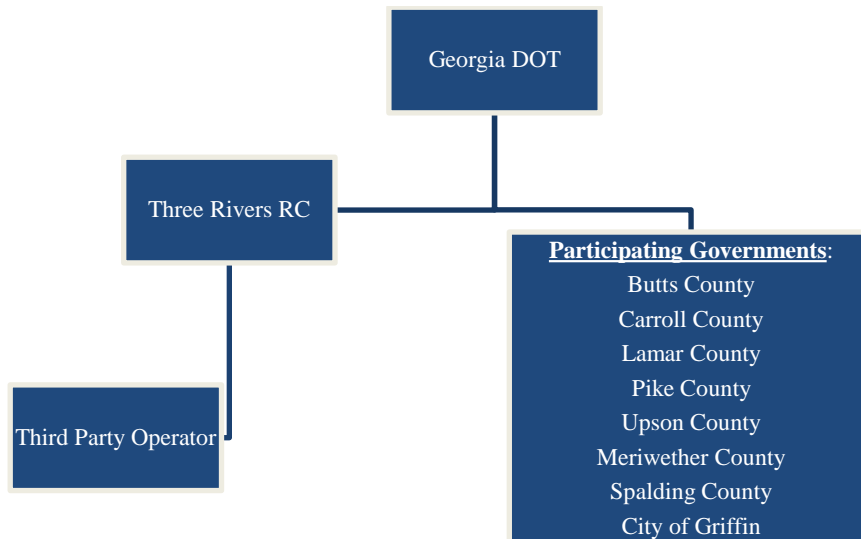 Georgia DOT
Three Rivers RC
Participating Governments:
Butts County
Carroll County
Lamar County
Pike County
Upson County
Meriwether County
Spalding County
City of Griffin
Third Party Operator